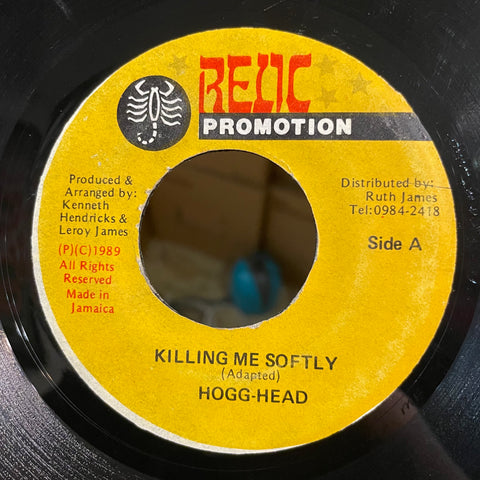 RELIC
PROMOTION
Produced &
Arranged by:
Kenneth
Hendricks &
Leroy James
(P)(C)1989
All Rights
Reserved
Made in
Jamaica
Distributed by:
Ruth James
Tel:0984-2418
Side A
KILLING ME SOFTLY
(Adapted)
HOGG-HEAD